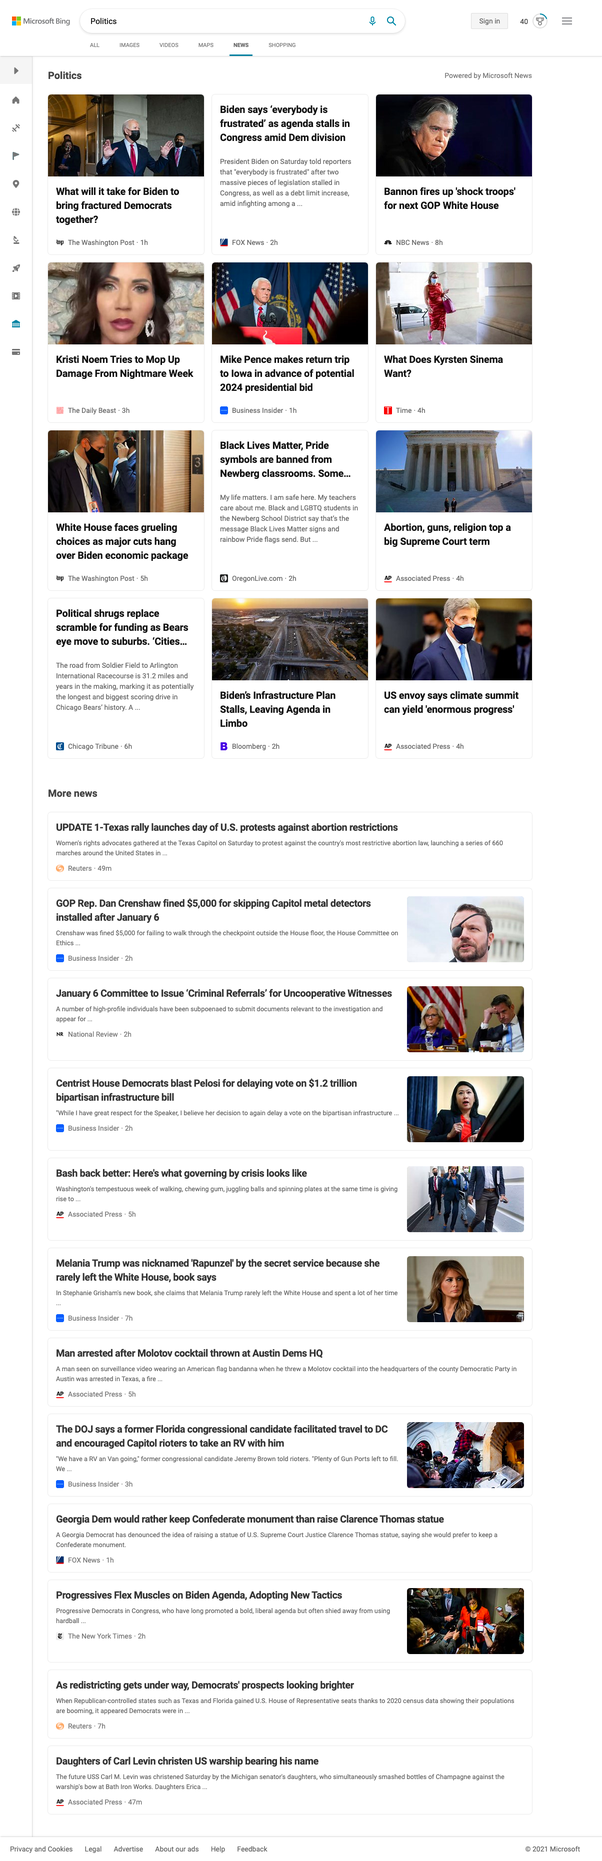 Microsoft Bing
Politics
Sign in
40
ALL
IMAGES
VIDEOS
MAPS
NEWS
SHOPPING
Politics
Powered by Microsoft News
What will it take for Biden to
bring fractured Democrats
together?
wp The Washington Post · 1h
Biden says 'everybody is
frustrated' as agenda stalls in
Congress amid Dem division
President Biden on Saturday told reporters
that "everybody is frustrated" after two
massive pieces of legislation stalled in
Congress, as well as a debt limit increase,
amid infighting among a ...
FOX News · 2h
Bannon fires up 'shock troops'
for next GOP White House
NBC News · 8h
Kristi Noem Tries to Mop Up
Damage From Nightmare Week
The Daily Beast · 3h
Mike Pence makes return trip
to Iowa in advance of potential
2024 presidential bid
Business Insider · 1h
What Does Kyrsten Sinema
Want?
T Time · 4h
3
White House faces grueling
choices as major cuts hang
over Biden economic package
wp The Washington Post · 5h
Black Lives Matter, Pride
symbols are banned from
Newberg classrooms. Some...
My life matters. I am safe here. My teachers
care about me. Black and LGBTQ students in
the Newberg School District say that's the
message Black Lives Matter signs and
rainbow Pride flags send. But ...
OregonLive.com · 2h
Abortion, guns, religion top a
big Supreme Court term
AP Associated Press · 4h
Political shrugs replace
scramble for funding as Bears
eye move to suburbs. 'Cities...
The road from Soldier Field to Arlington
International Racecourse is 31.2 miles and
years in the making, marking it as potentially
the longest and biggest scoring drive in
Chicago Bears' history. A ...
Chicago Tribune · 6h
Biden's Infrastructure Plan
Stalls, Leaving Agenda in
Limbo
B Bloomberg · 2h
US envoy says climate summit
can yield 'enormous progress'
AP Associated Press · 4h
More news
UPDATE 1-Texas rally launches day of U.S. protests against abortion restrictions
Women's rights advocates gathered at the Texas Capitol on Saturday to protest against the country's most restrictive abortion law, launching a series of 660
marches around the United States in ...
Reuters · 49m
GOP Rep. Dan Crenshaw fined $5,000 for skipping Capitol metal detectors
installed after January 6
Crenshaw was fined $5,000 for failing to walk through the checkpoint outside the House floor, the House Committee on
Ethics ...
Business Insider · 2h
January 6 Committee to Issue 'Criminal Referrals' for Uncooperative Witnesses
A number of high-profile individuals have been subpoenaed to submit documents relevant to the investigation and
appear for ...
NR National Review · 2h
Centrist House Democrats blast Pelosi for delaying vote on $1.2 trillion
bipartisan infrastructure bill
"While I have great respect for the Speaker, I believe her decision to again delay a vote on the bipartisan infrastructure ...
Business Insider · 2h
Bash back better: Here's what governing by crisis looks like
Washington's tempestuous week of walking, chewing gum, juggling balls and spinning plates at the same time is giving
rise to ...
AP Associated Press · 5h
Melania Trump was nicknamed 'Rapunzel' by the secret service because she
rarely left the White House, book says
In Stephanie Grisham's new book, she claims that Melania Trump rarely left the White House and spent a lot of her time
...
Business Insider · 7h
Man arrested after Molotov cocktail thrown at Austin Dems HQ
A man seen on surveillance video wearing an American flag bandanna when he threw a Molotov cocktail into the headquarters of the county Democratic Party in
Austin was arrested in Texas, a fire ...
AP Associated Press · 5h
The DOJ says a former Florida congressional candidate facilitated travel to DC
and encouraged Capitol rioters to take an RV with him
"We have a RV an Van going," former congressional candidate Jeremy Brown told rioters. "Plenty of Gun Ports left to fill.
We ...
Business Insider · 3h
Georgia Dem would rather keep Confederate monument than raise Clarence Thomas statue
A Georgia Democrat has denounced the idea of raising a statue of U.S. Supreme Court Justice Clarence Thomas statue, saying she would prefer to keep a
Confederate monument.
FOX News · 1h
Progressives Flex Muscles on Biden Agenda, Adopting New Tactics
Progressive Democrats in Congress, who have long promoted a bold, liberal agenda but often shied away from using
hardball ...
The New York Times · 2h
As redistricting gets under way, Democrats' prospects looking brighter
When Republican-controlled states such as Texas and Florida gained U.S. House of Representative seats thanks to 2020 census data showing their populations
are booming, it appeared Democrats were in ...
Reuters · 7h
Daughters of Carl Levin christen US warship bearing his name
The future USS Carl M. Levin was christened Saturday by the Michigan senator's daughters, who simultaneously smashed bottles of Champagne against the
warship's bow at Bath Iron Works. Daughters Erica ...
AP Associated Press · 47m
Privacy and Cookies
Legal
Advertise
About our ads
Help
Feedback
© 2021 Microsoft